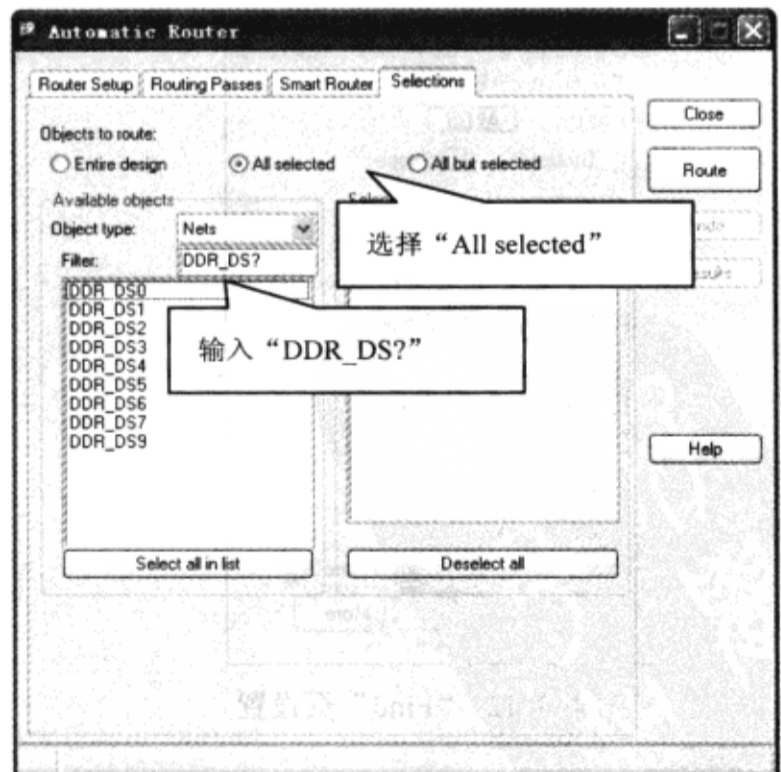 Automatic Router
Router Setup Routing Passes Smart Router Selections
Objects to route:
Entire design All selected All but selected
Close
Route
Available objects
Object type: Nets
Filter: DDR_DS?
选择“All selected”
DDR_DS0
DDR_DS1
DDR_DS2
DDR_DS3
DDR_DS4
DDR_DS5
DDR_DS6
DDR_DS7
DDR_DS9
输入“DDR_DS?”
Help
Select all in list Deselect all